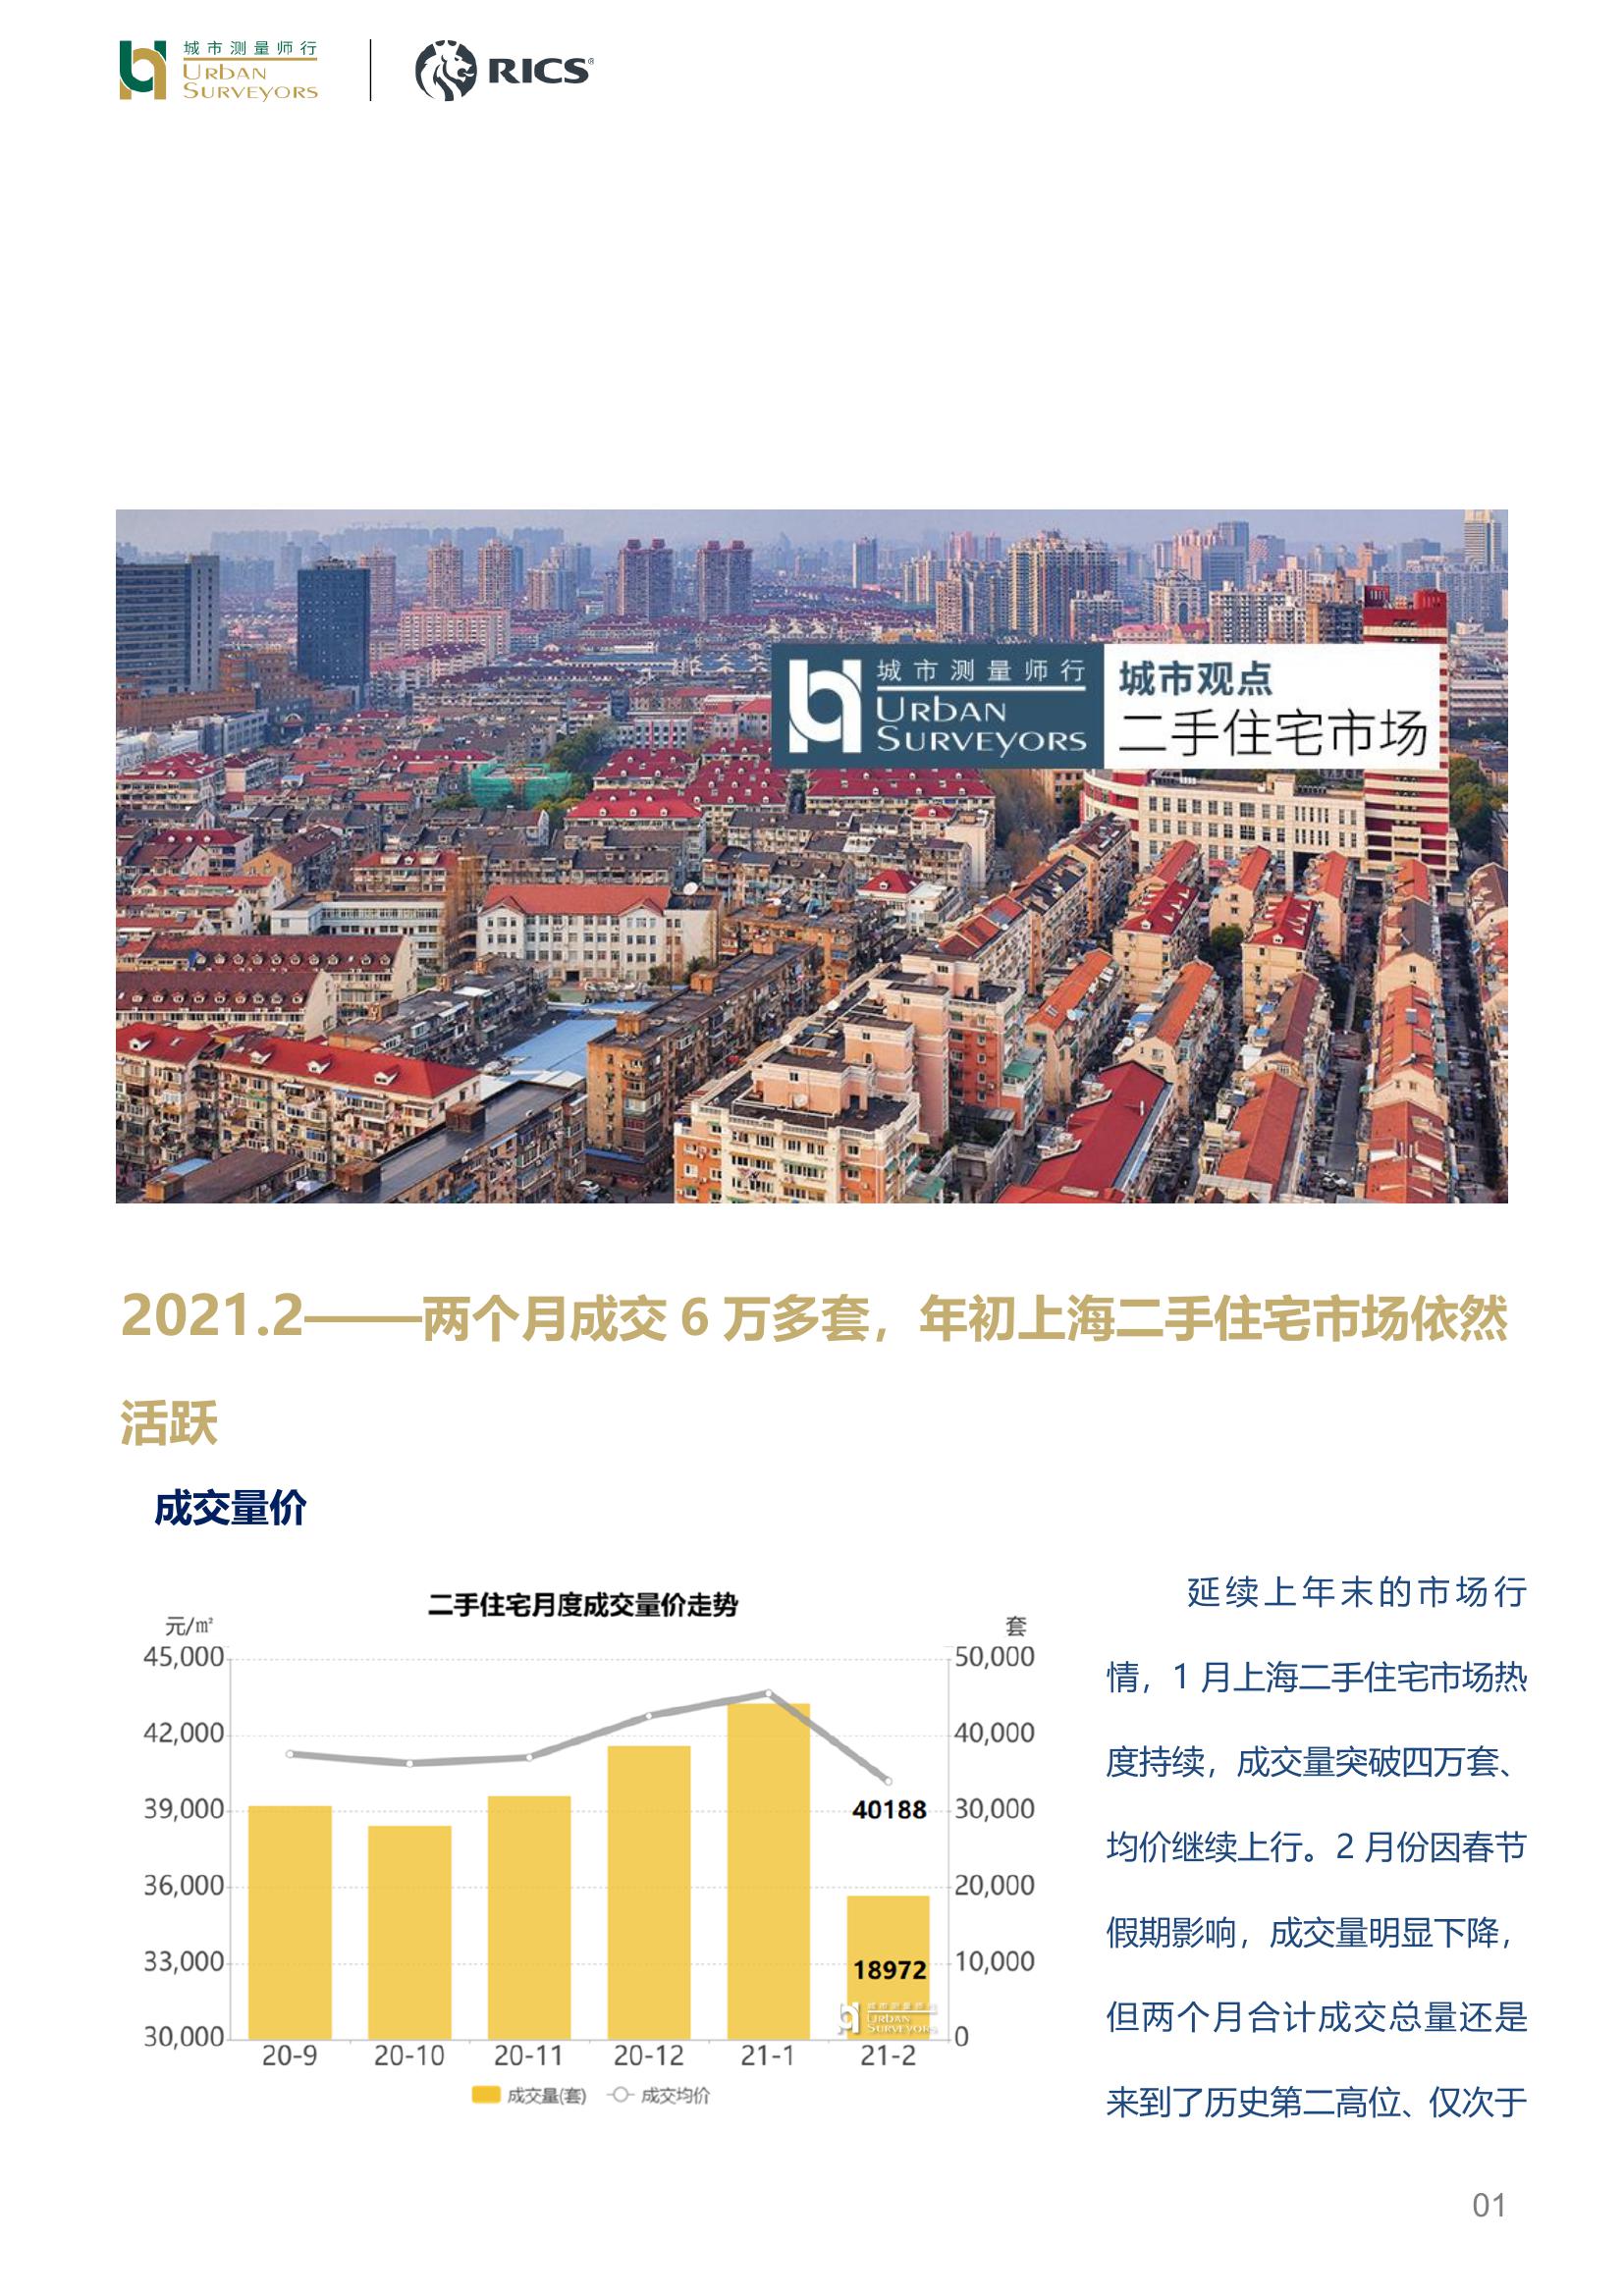 城市测量师行
URBAN
SURVEYORS
RICS®
城市测量师行
URBAN
SURVEYORS
城市观点
二手住宅市场
2021.2——两个月成交 6 万多套，年初上海二手住宅市场依然
活跃
成交量价
二手住宅月度成交量价走势
元/㎡
套
45,000
42,000
39,000
36,000
33,000
30,000
50,000
40,000
30,000
20,000
10,000
0
40188
18972
城市测量师行
URBAN
SURVEYORS
20-9 20-10 20-11 20-12 21-1 21-2
成交量(套) 成交均价
延续上年末的市场行
情，1 月上海二手住宅市场热
度持续，成交量突破四万套、
均价继续上行。2 月份因春节
假期影响，成交量明显下降，
但两个月合计成交总量还是
来到了历史第二高位、仅次于
01